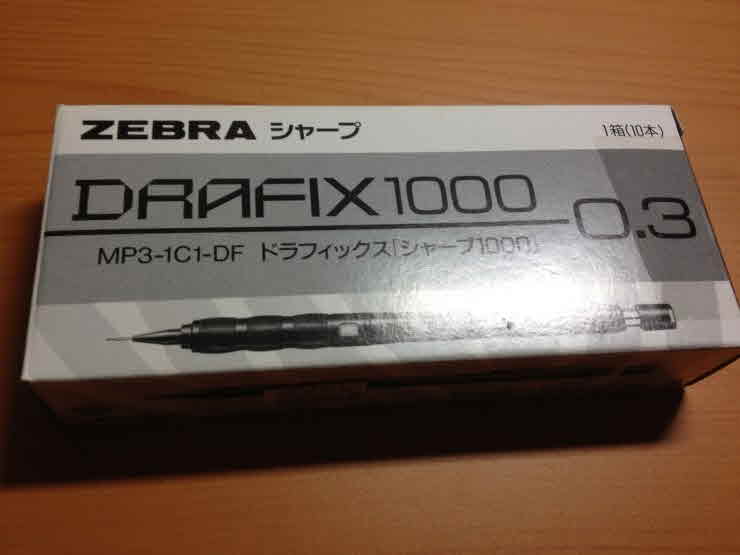 ZEBRA シャープ 1箱(10本)
DRAFIX1000
0.3
MP3-1C1-DF ドラフィックス[シャープ1000]